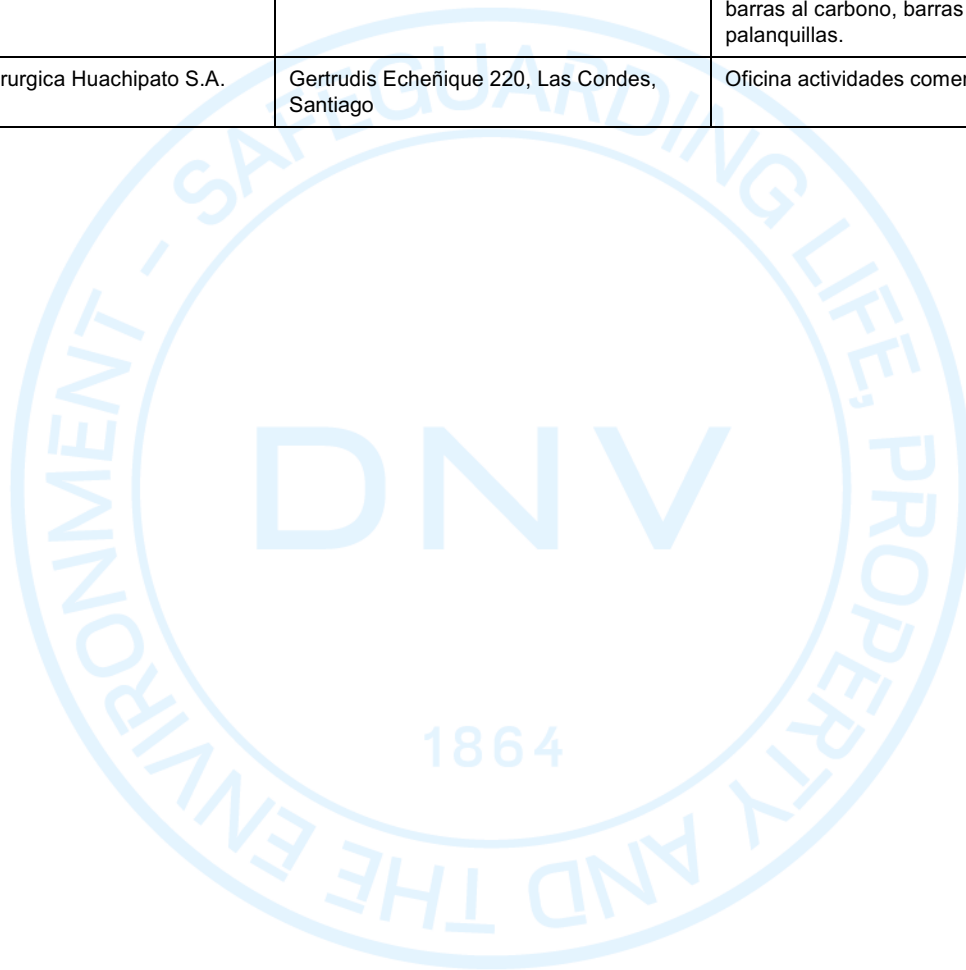 barras al carbono, barras
palanquillas.
rurgica Huachipato S.A.
Gertrudis Echeñique 220, Las Condes,
Santiago
Oficina actividades comer
SAFEGUARDING LIFE, PROPERTY AND THE ENVIRONMENT -
DNV
1864